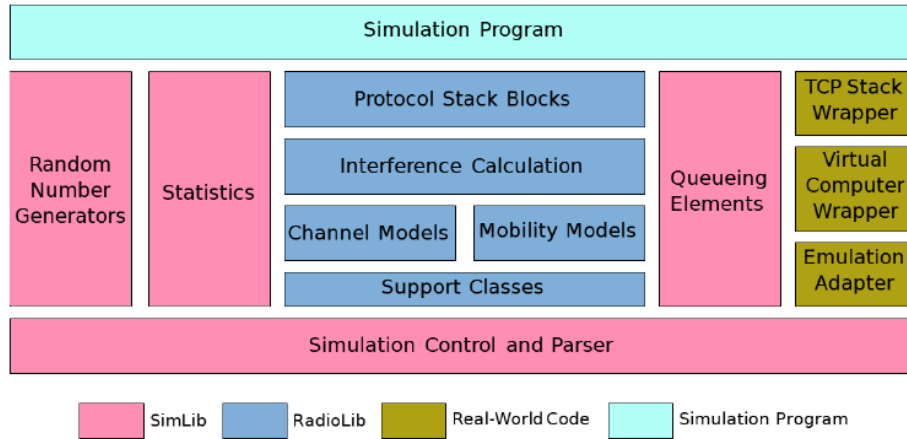 Simulation Program
Random
Number
Generators
Statistics
Protocol Stack Blocks
Interference Calculation
Channel Models
Mobility Models
Support Classes
Queueing
Elements
TCP Stack
Wrapper
Virtual
Computer
Wrapper
Emulation
Adapter
Simulation Control and Parser
SimLib
RadioLib
Real-World Code
Simulation Program